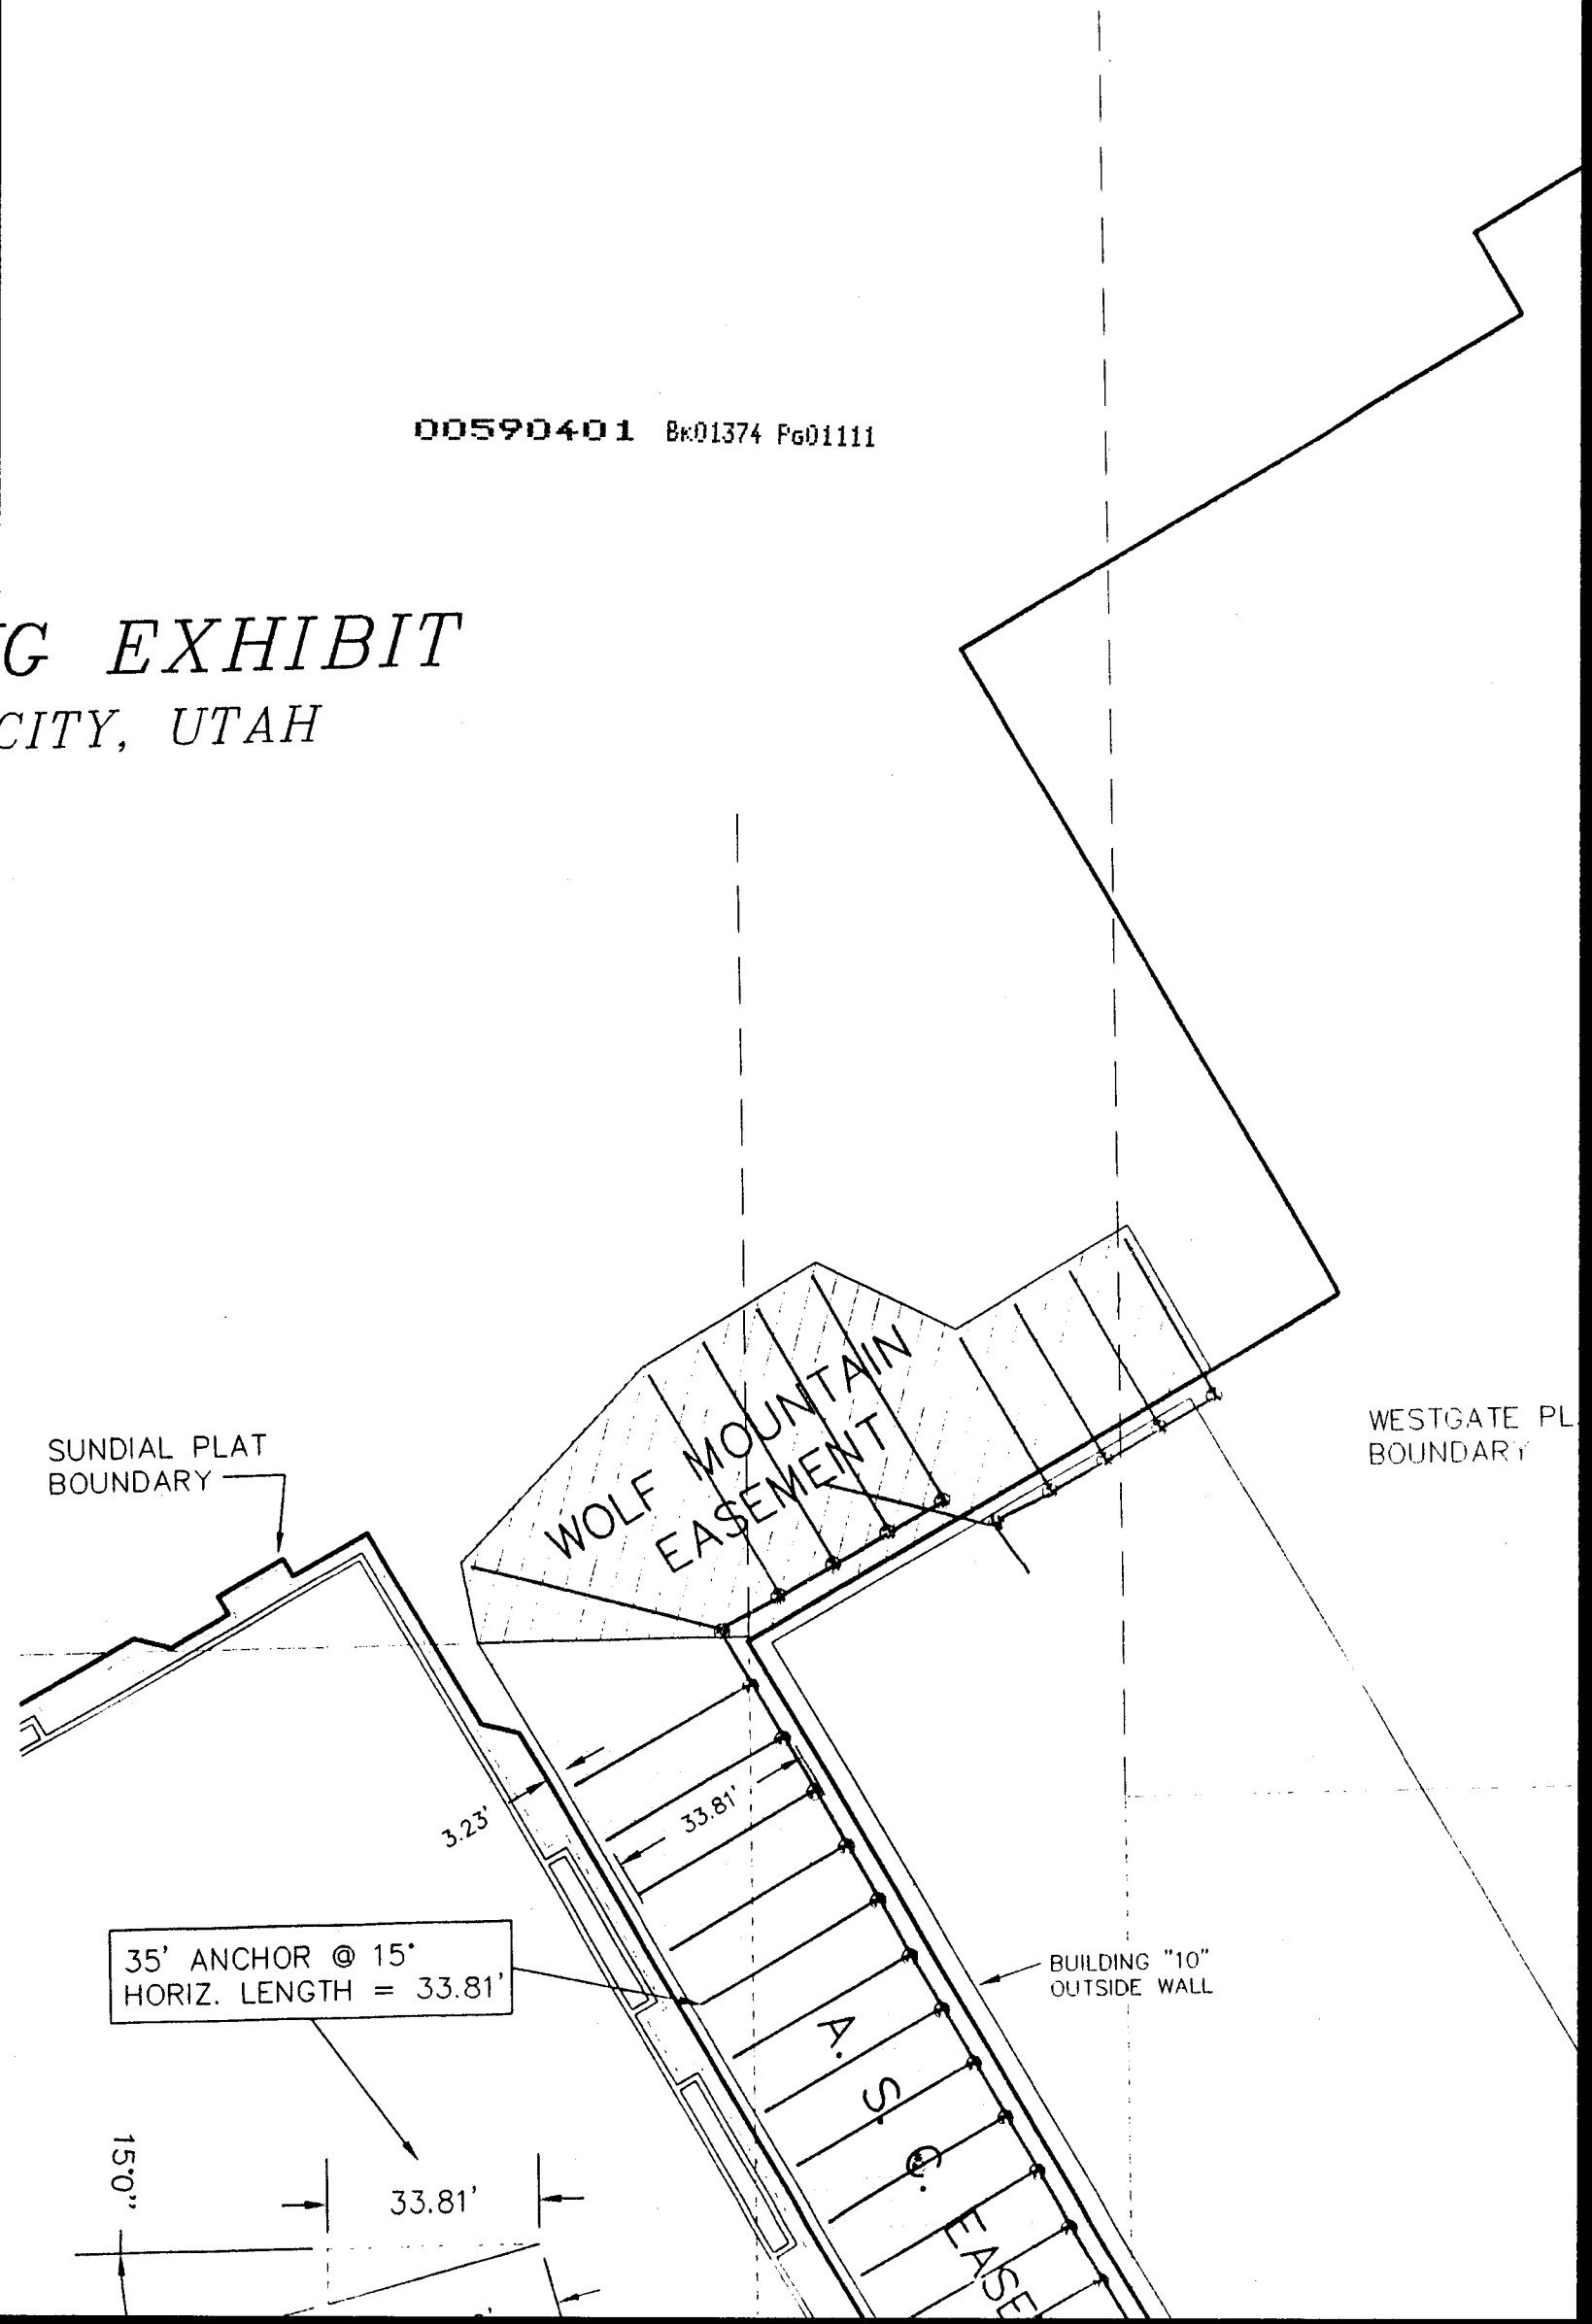 00590401 BK01374 PG01111
G EXHIBIT
CITY, UTAH
WOLF MOUNTAIN
EASEMENT
SUNDIAL PLAT
BOUNDARY
WESTGATE PL
BOUNDARY
3.23'
33.81'
35' ANCHOR @ 15°
HORIZ. LENGTH = 33.81'
BUILDING "10"
OUTSIDE WALL
A. S. C. EASE
15'0"
33.81'